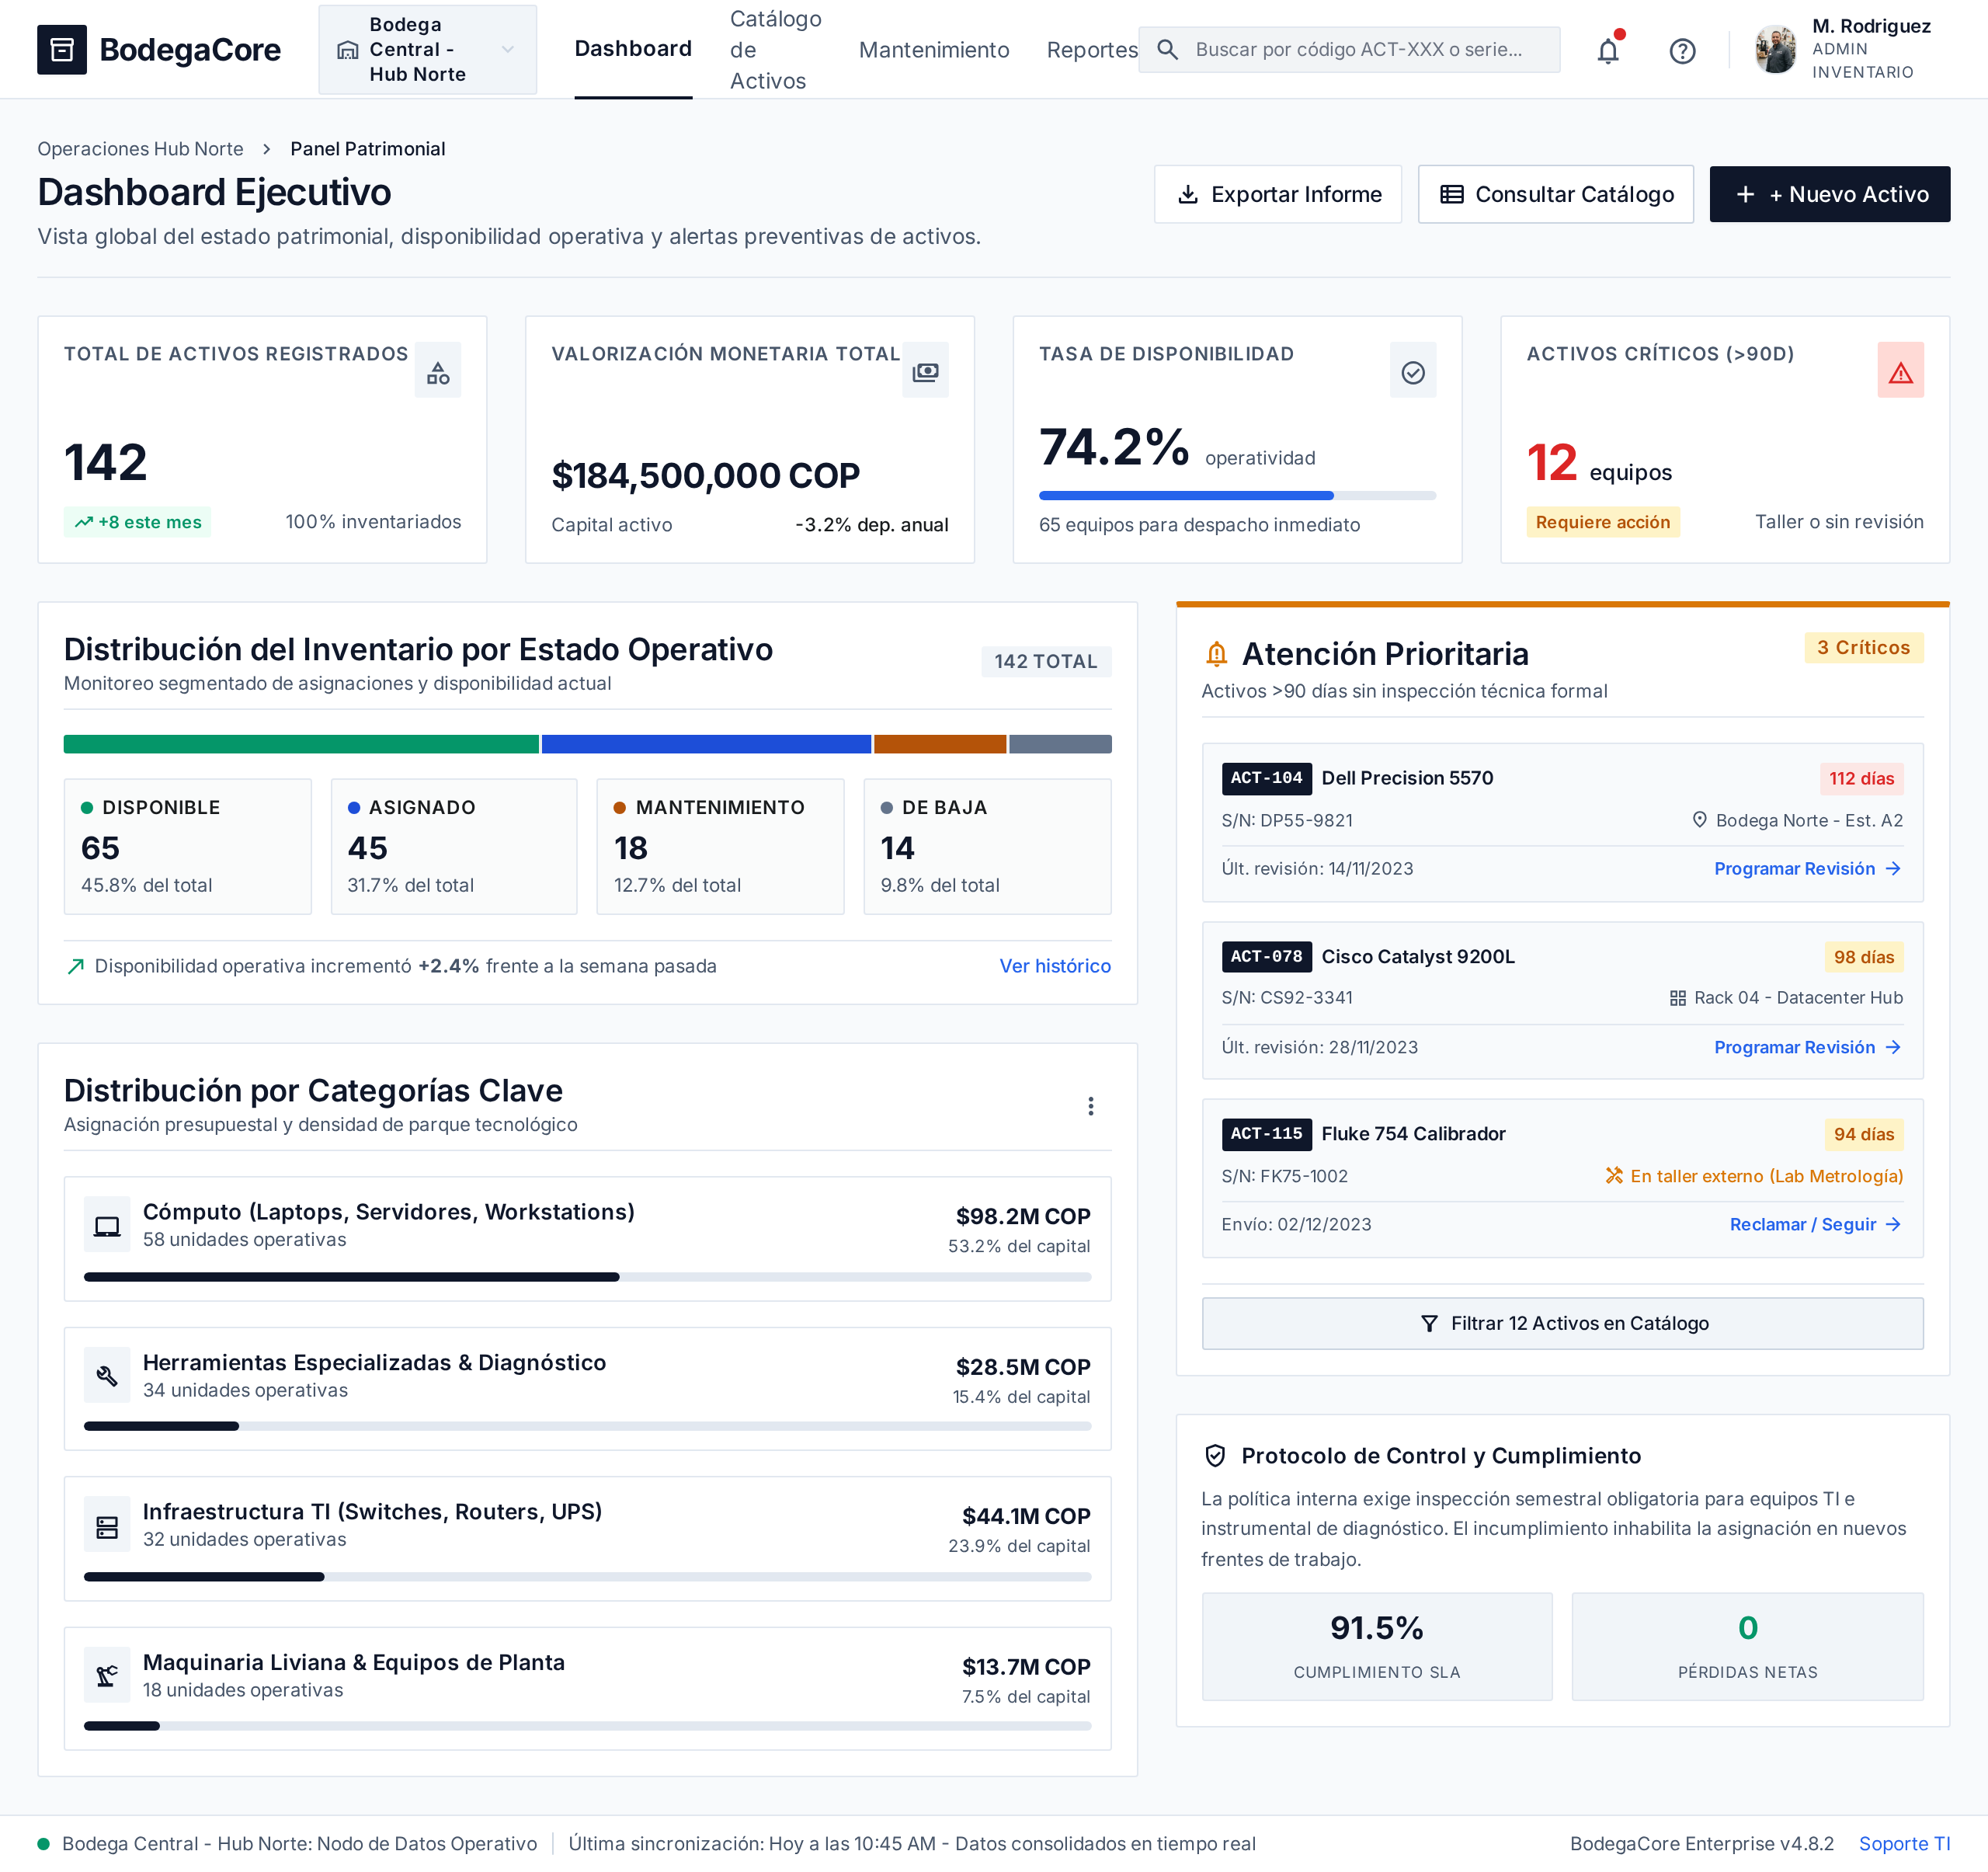 BodegaCore
Bodega
Central -
Hub Norte
Dashboard
Catálogo
de
Activos
Mantenimiento
Reportes
Buscar por código ACT-XXX o serie...
M. Rodriguez
ADMIN
INVENTARIO
Operaciones Hub Norte > Panel Patrimonial
Dashboard Ejecutivo
Vista global del estado patrimonial, disponibilidad operativa y alertas preventivas de activos.
Exportar Informe
Consultar Catálogo
+ + Nuevo Activo
TOTAL DE ACTIVOS REGISTRADOS
142
+8 este mes
100% inventariados
VALORIZACIÓN MONETARIA TOTAL
$184,500,000 COP
Capital activo
-3.2% dep. anual
TASA DE DISPONIBILIDAD
74.2% operatividad
65 equipos para despacho inmediato
ACTIVOS CRÍTICOS (>90D)
12 equipos
Requiere acción
Taller o sin revisión
Distribución del Inventario por Estado Operativo
Monitoreo segmentado de asignaciones y disponibilidad actual
142 TOTAL
DISPONIBLE
65
45.8% del total
ASIGNADO
45
31.7% del total
MANTENIMIENTO
18
12.7% del total
DE BAJA
14
9.8% del total
Disponibilidad operativa incrementó +2.4% frente a la semana pasada
Ver histórico
Distribución por Categorías Clave
Asignación presupuestal y densidad de parque tecnológico
Cómputo (Laptops, Servidores, Workstations)
58 unidades operativas
$98.2M COP
53.2% del capital
Herramientas Especializadas & Diagnóstico
34 unidades operativas
$28.5M COP
15.4% del capital
Infraestructura TI (Switches, Routers, UPS)
32 unidades operativas
$44.1M COP
23.9% del capital
Maquinaria Liviana & Equipos de Planta
18 unidades operativas
$13.7M COP
7.5% del capital
Atención Prioritaria
3 Críticos
Activos >90 días sin inspección técnica formal
ACT-104 Dell Precision 5570
112 días
S/N: DP55-9821
Bodega Norte - Est. A2
Últ. revisión: 14/11/2023
Programar Revisión
ACT-078 Cisco Catalyst 9200L
98 días
S/N: CS92-3341
Rack 04 - Datacenter Hub
Últ. revisión: 28/11/2023
Programar Revisión
ACT-115 Fluke 754 Calibrador
94 días
S/N: FK75-1002
En taller externo (Lab Metrología)
Envío: 02/12/2023
Reclamar / Seguir
Filtrar 12 Activos en Catálogo
Protocolo de Control y Cumplimiento
La política interna exige inspección semestral obligatoria para equipos TI e
instrumental de diagnóstico. El incumplimiento inhabilita la asignación en nuevos
frentes de trabajo.
91.5%
CUMPLIMIENTO SLA
0
PÉRDIDAS NETAS
Bodega Central - Hub Norte: Nodo de Datos Operativo
Última sincronización: Hoy a las 10:45 AM - Datos consolidados en tiempo real
BodegaCore Enterprise v4.8.2
Soporte TI